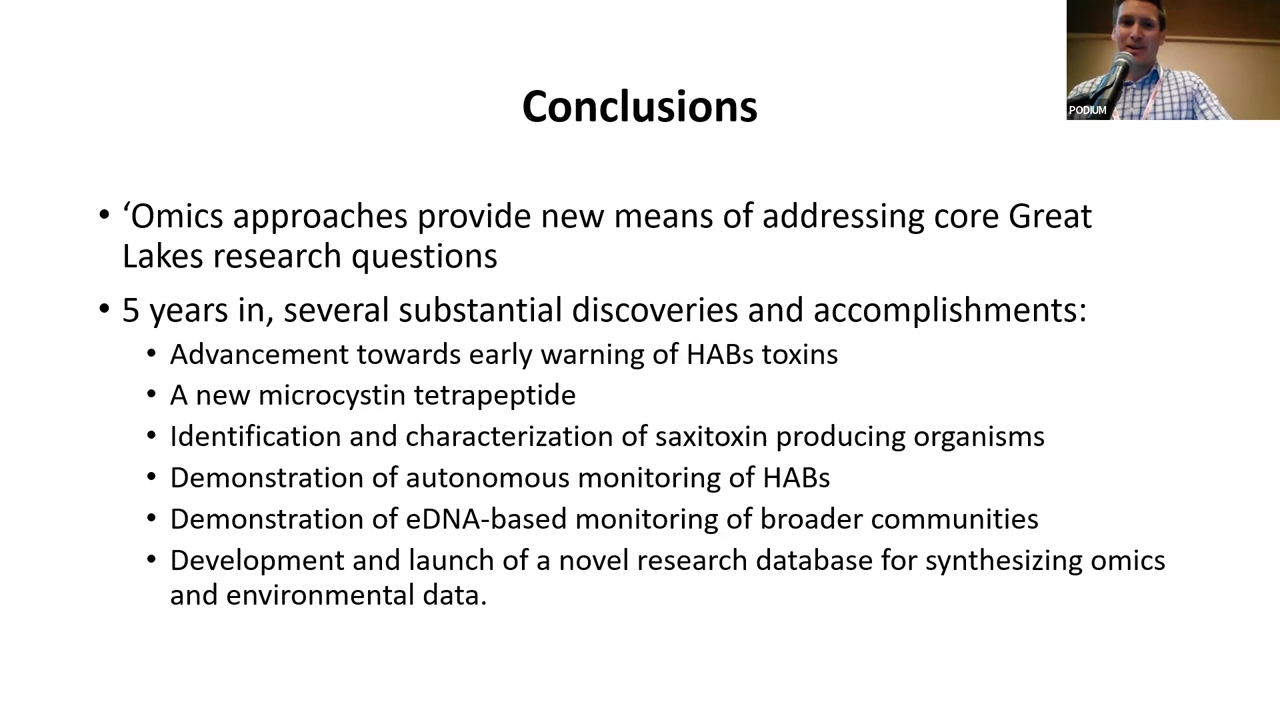 PODIUM
Conclusions
• ‘Omics approaches provide new means of addressing core Great
Lakes research questions
• 5 years in, several substantial discoveries and accomplishments:
• Advancement towards early warning of HABs toxins
• A new microcystin tetrapeptide
• Identification and characterization of saxitoxin producing organisms
• Demonstration of autonomous monitoring of HABs
• Demonstration of eDNA-based monitoring of broader communities
• Development and launch of a novel research database for synthesizing omics
and environmental data.